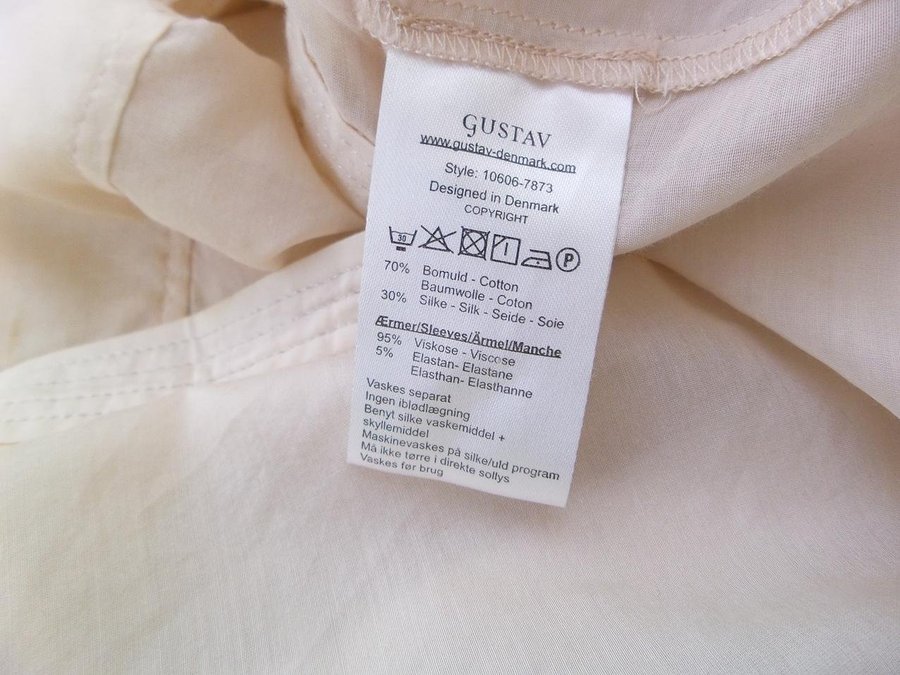 GUSTAV
www.gustav-denmark.com
Style: 10606-7873
Designed in Denmark
COPYRIGHT
30 P
70% Bomuld - Cotton
Baumwolle - Coton
30% Silke - Silk - Seide - Soie
Ærmer/Sleeves/Ärmel/Manche
95% Viskose - Viscose
5% Elastan- Elastane
Elasthan- Elasthanne
Vaskes separat
Ingen iblødlægning
Benyt silke vaskemiddel +
skyllemiddel
Maskinevaskes på silke/uld program
Må ikke tørre i direkte sollys
Vaskes før brug